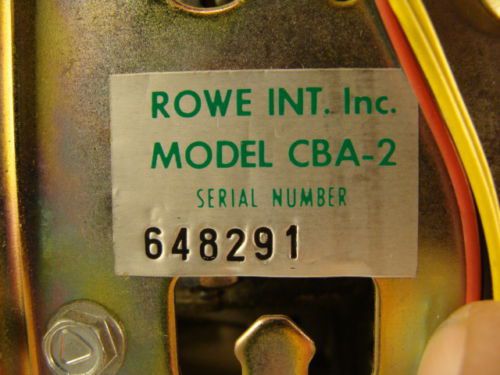 ROWE INT. Inc.
MODEL CBA-2
SERIAL NUMBER
648291